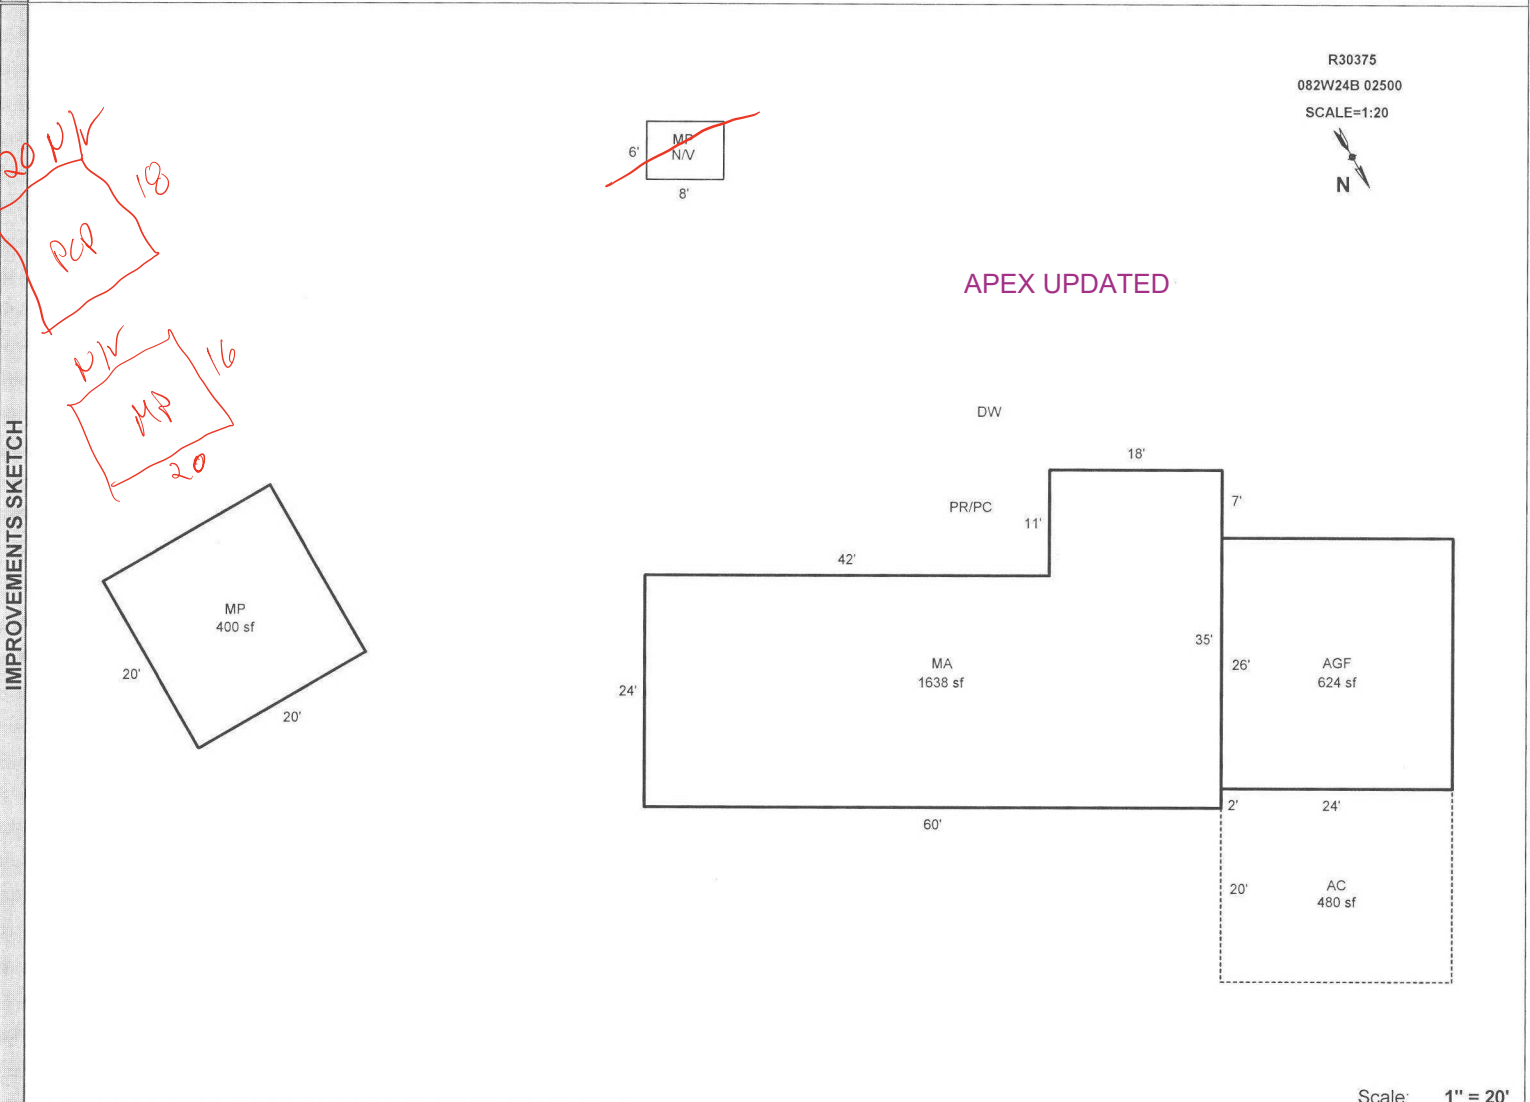 R30375
082W24B 02500
SCALE=1:20
N
20 N/V
18
PCP
MP
N/V
6'
8'
APEX UPDATED
N/V
16
MP
20
IMPROVEMENTS SKETCH
DW
18'
PR/PC
11'
7'
42'
MP
400 sf
20'
20'
24'
MA
1638 sf
35'
26'
AGF
624 sf
60'
2'
24'
20'
AC
480 sf
Scale: 1" = 20'